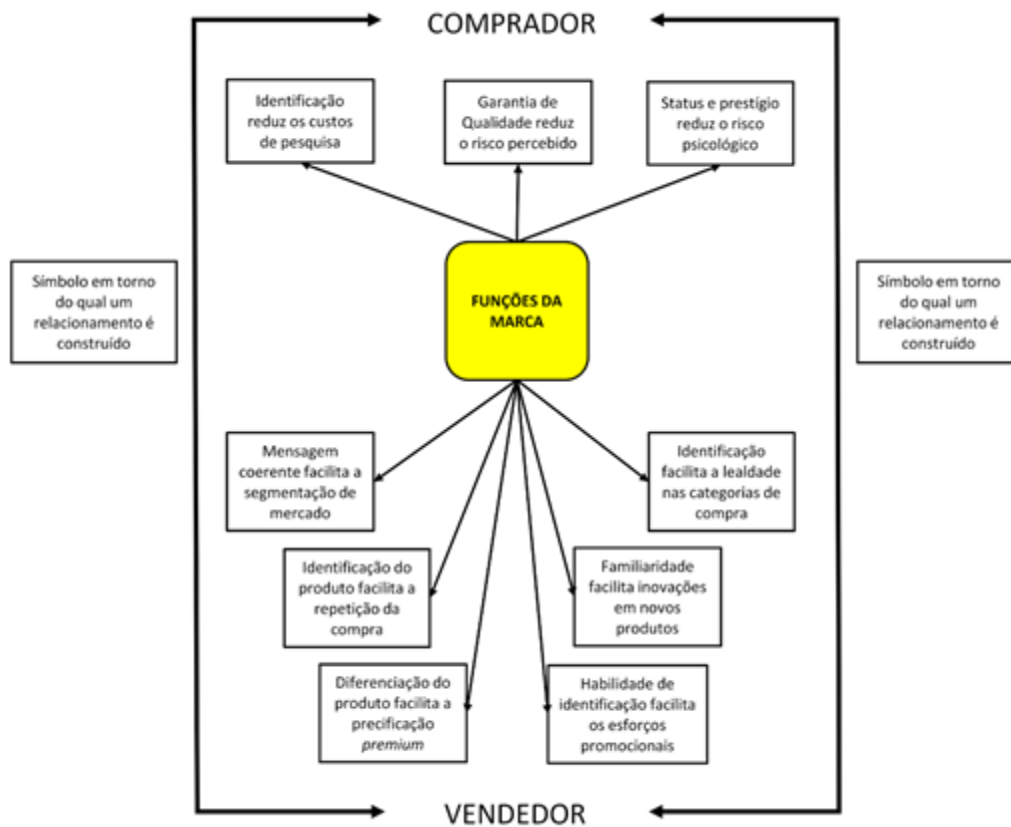 COMPRADOR
Identificação
reduz os custos
de pesquisa
Garantia de
Qualidade reduz
o risco percebido
Status e prestígio
reduz o risco
psicológico
Símbolo em torno
do qual um
relacionamento é
construído
FUNÇÕES DA
MARCA
Símbolo em torno
do qual um
relacionamento é
construído
Mensagem
coerente facilita a
segmentação de
mercado
Identificação
facilita a lealdade
nas categorias de
compra
Identificação do
produto facilita a
repetição da
compra
Familiaridade
facilita inovações
em novos
produtos
Diferenciação do
produto facilita a
precificação
premium
Habilidade de
identificação facilita
os esforços
promocionais
VENDEDOR